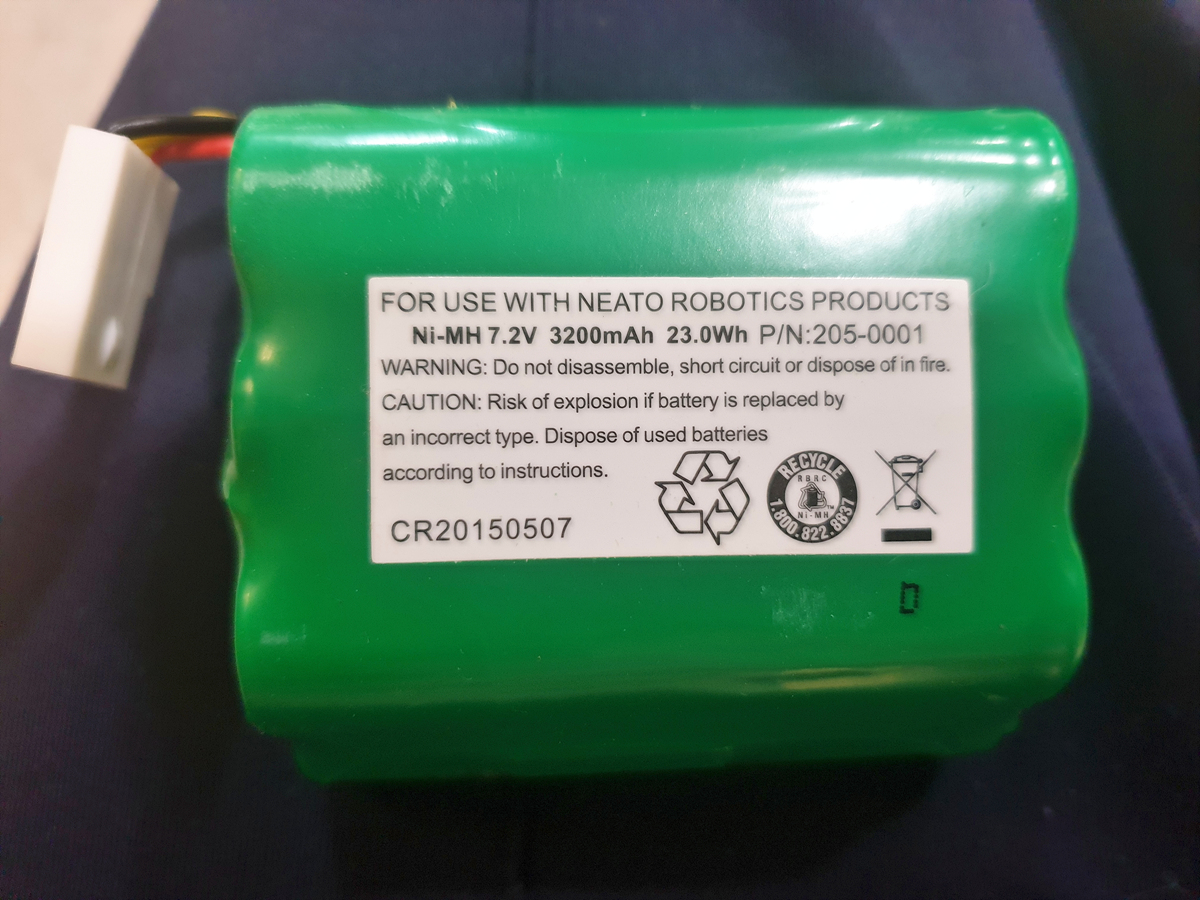 FOR USE WITH NEATO ROBOTICS PRODUCTS
Ni-MH 7.2V 3200mAh 23.0Wh P/N:205-0001
WARNING: Do not disassemble, short circuit or dispose of in fire.
CAUTION: Risk of explosion if battery is replaced by
an incorrect type. Dispose of used batteries
according to instructions.
CR20150507
RECYCLE
RBRC
Ni-MH
TM
1.800.822.8837